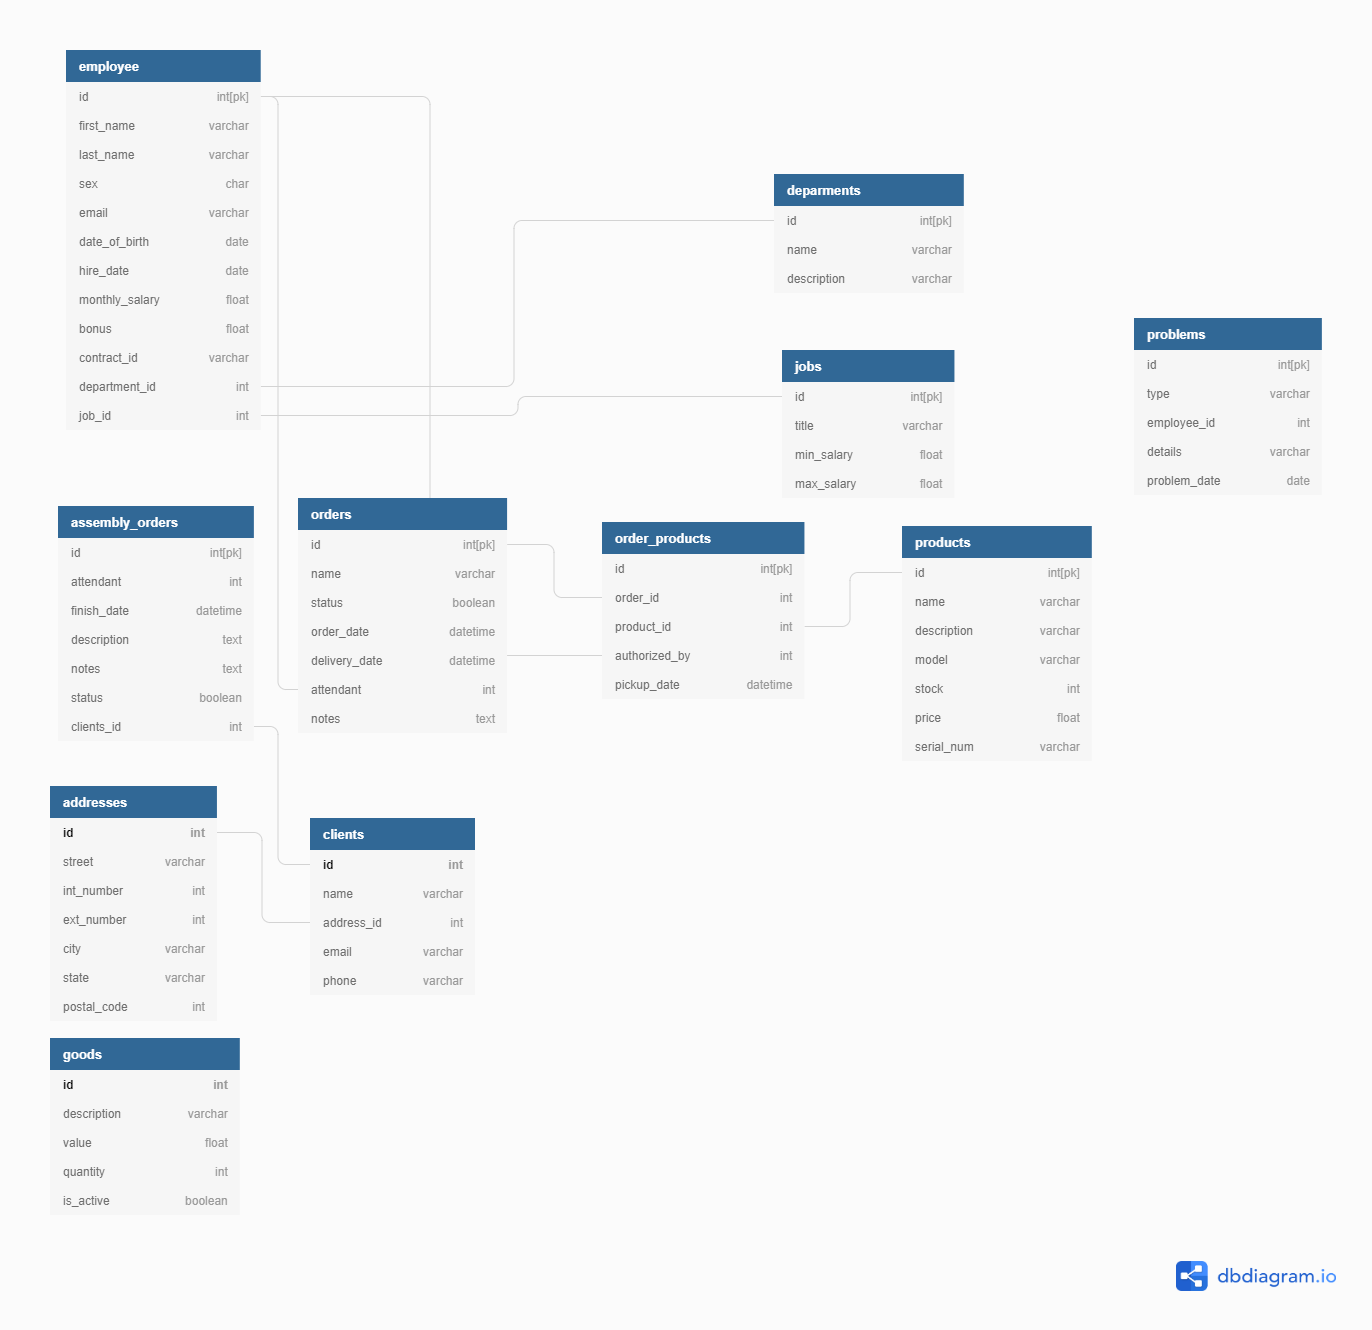 employee
id int[pk]
first_name varchar
last_name varchar
sex char
email varchar
date_of_birth date
hire_date date
monthly_salary float
bonus float
contract_id varchar
department_id int
job_id int
deparments
id int[pk]
name varchar
description varchar
problems
id int[pk]
type varchar
employee_id int
details varchar
problem_date date
jobs
id int[pk]
title varchar
min_salary float
max_salary float
assembly_orders
id int[pk]
attendant int
finish_date datetime
description text
notes text
status boolean
clients_id int
orders
id int[pk]
name varchar
status boolean
order_date datetime
delivery_date datetime
attendant int
notes text
order_products
id int[pk]
order_id int
product_id int
authorized_by int
pickup_date datetime
products
id int[pk]
name varchar
description varchar
model varchar
stock int
price float
serial_num varchar
addresses
id int
street varchar
int_number int
ext_number int
city varchar
state varchar
postal_code int
clients
id int
name varchar
address_id int
email varchar
phone varchar
goods
id int
description varchar
value float
quantity int
is_active boolean
dbdiagram.io